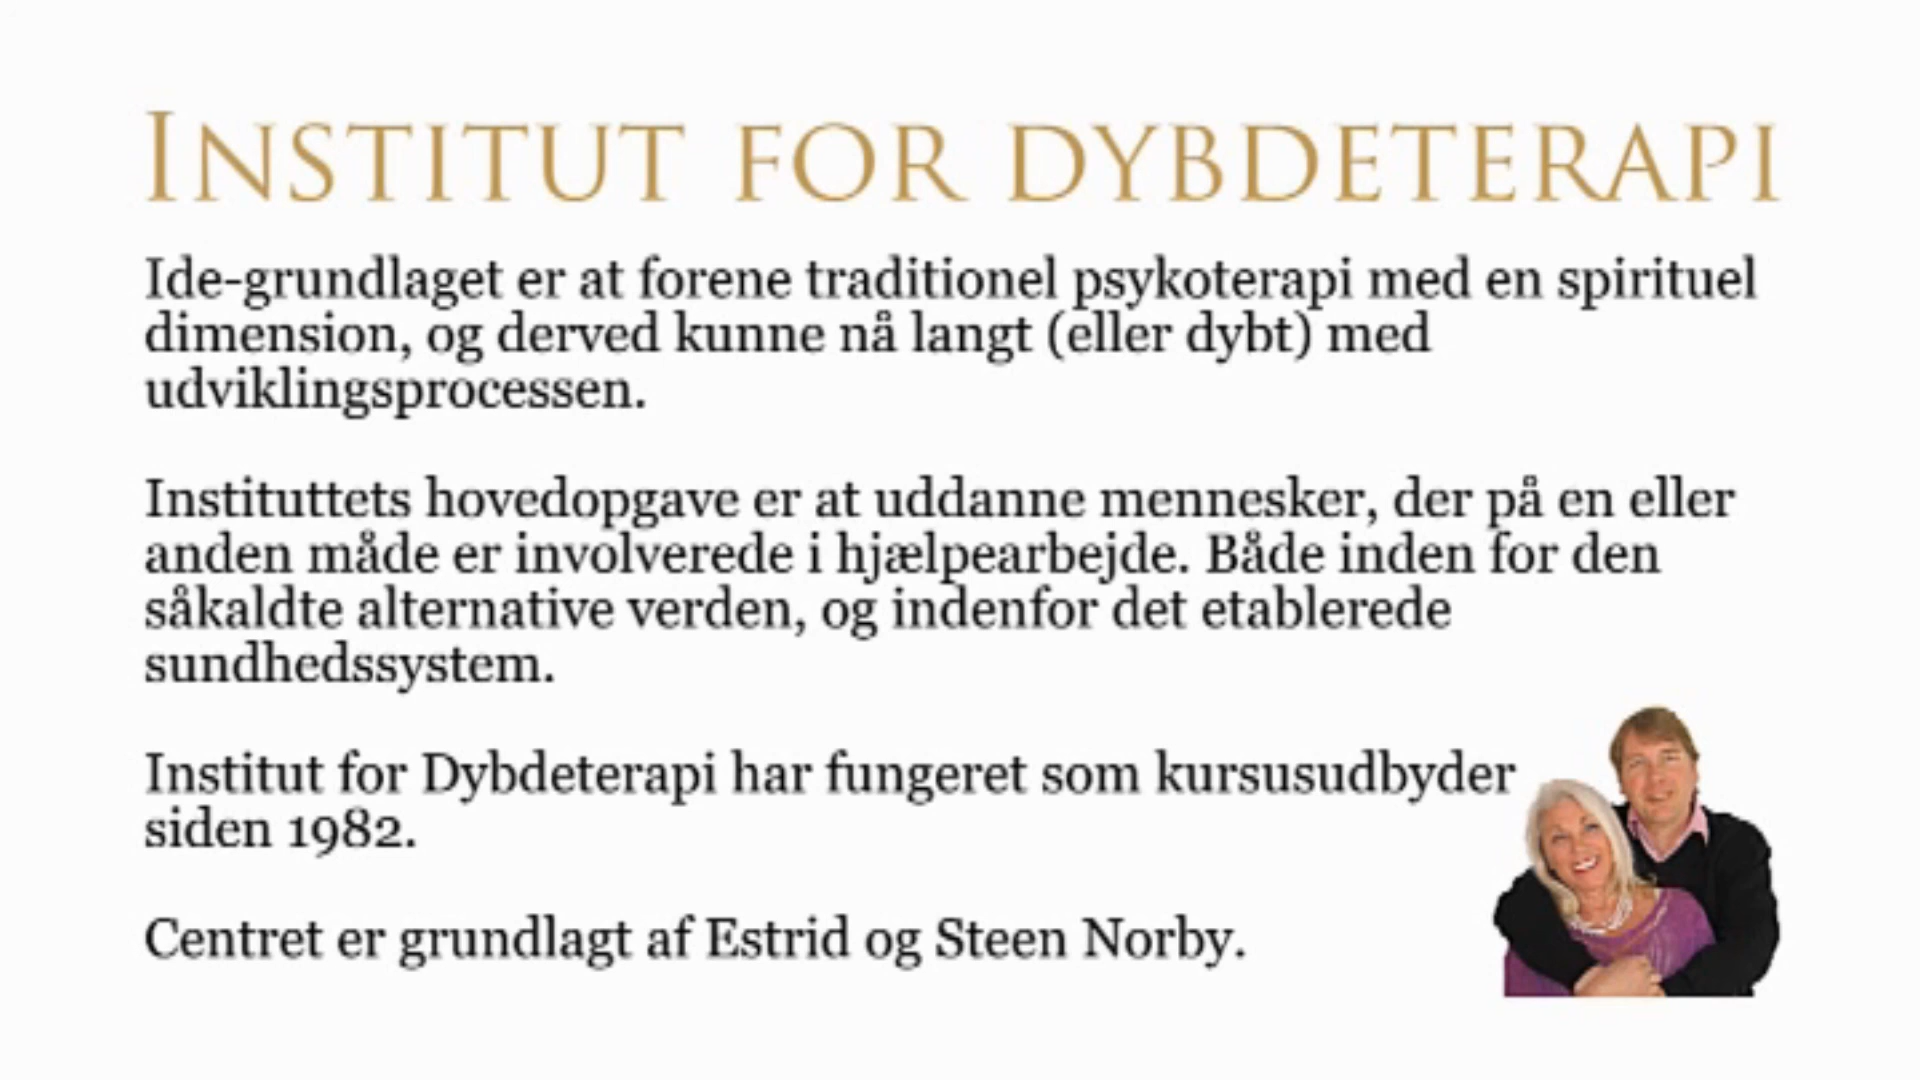 INSTITUT FOR DYBDETERAPI
Ide-grundlaget er at forene traditionel psykoterapi med en spirituel
dimension, og derved kunne nå langt (eller dybt) med
udviklingsprocessen.
Instituttets hovedopgave er at uddanne mennesker, der på en eller
anden måde er involverede i hjælpearbejde. Både inden for den
såkaldte alternative verden, og indenfor det etablerede
sundhedssystem.
Institut for Dybdeterapi har fungeret som kursusudbyder
siden 1982.
Centret er grundlagt af Estrid og Steen Norby.